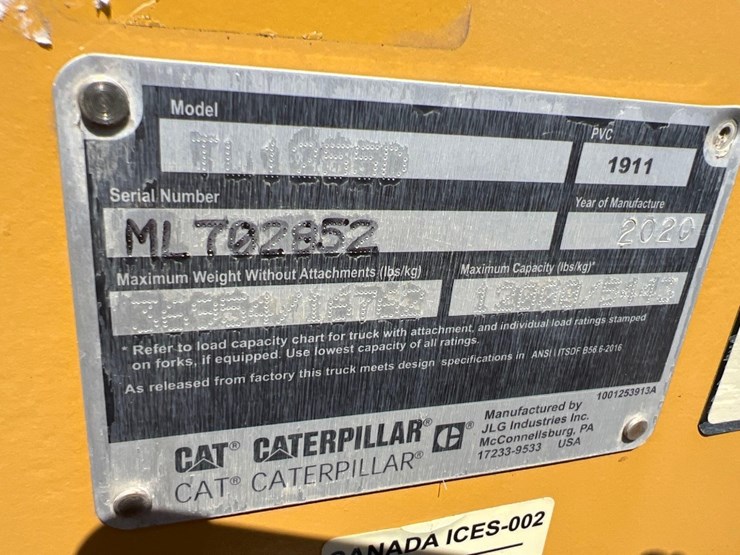 Model
PVC
1911
Serial Number
Year of Manufacture
ML702852
2020
Maximum Weight Without Attachments (lbs/kg)
Maximum Capacity (lbs/kg)*
* Refer to load capacity chart for truck with attachment, and individual load ratings stamped
on forks, if equipped. Use lowest capacity of all ratings.
As released from factory this truck meets design specifications in ANSI \ ITSDF B56.6-2016
1001253913A
CAT® CATERPILLAR® C®
CAT® CATERPILLAR®
Manufactured by
JLG Industries Inc.
McConnellsburg, PA
17233-9533 USA
CANADA ICES-002